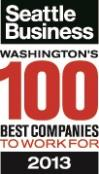 Seattle
Business
WASHINGTON'S
100
BEST COMPANIES
TO WORK FOR
2013